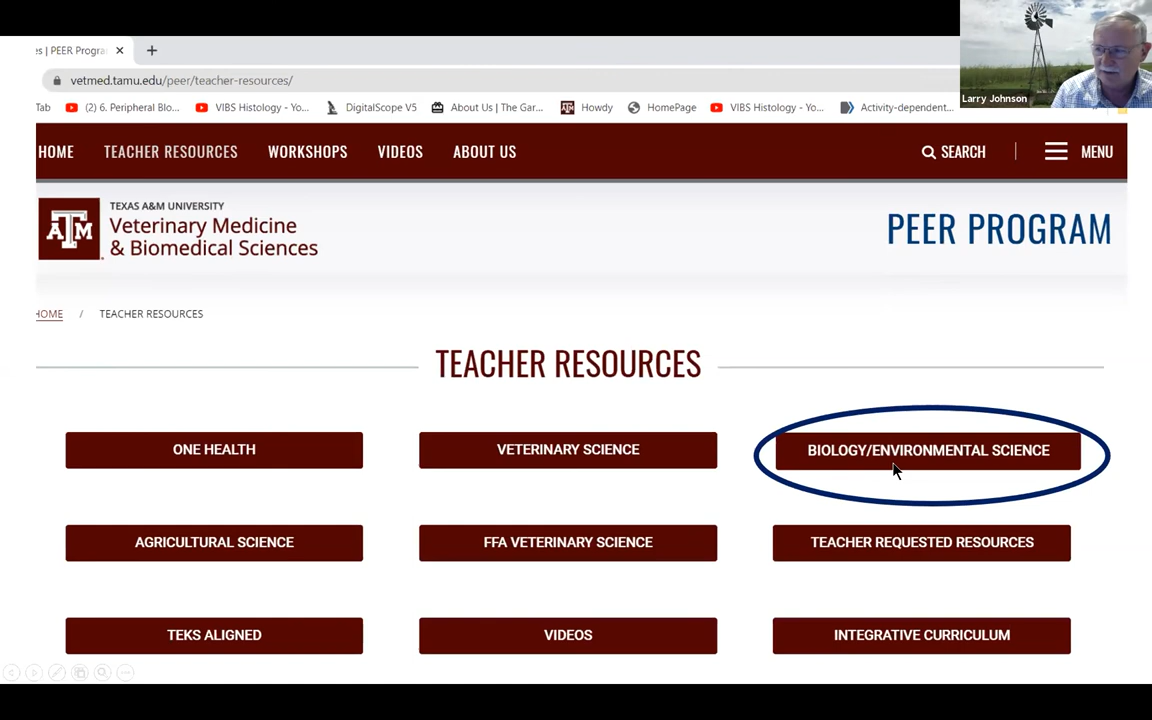 es | PEER Progra
vetmed.tamu.edu/peer/teacher-resources/
Larry Johnson
Tab (2) 6. Peripheral Blo... VIBS Histology - Yo... DigitalScope V5 About Us | The Gar... Howdy HomePage VIBS Histology - Yo... Activity-dependent...
HOME TEACHER RESOURCES WORKSHOPS VIDEOS ABOUT US SEARCH | MENU
ATM TEXAS A&M UNIVERSITY
Veterinary Medicine
& Biomedical Sciences
PEER PROGRAM
HOME / TEACHER RESOURCES
TEACHER RESOURCES
ONE HEALTH VETERINARY SCIENCE BIOLOGY/ENVIRONMENTAL SCIENCE
AGRICULTURAL SCIENCE FFA VETERINARY SCIENCE TEACHER REQUESTED RESOURCES
TEKS ALIGNED VIDEOS INTEGRATIVE CURRICULUM